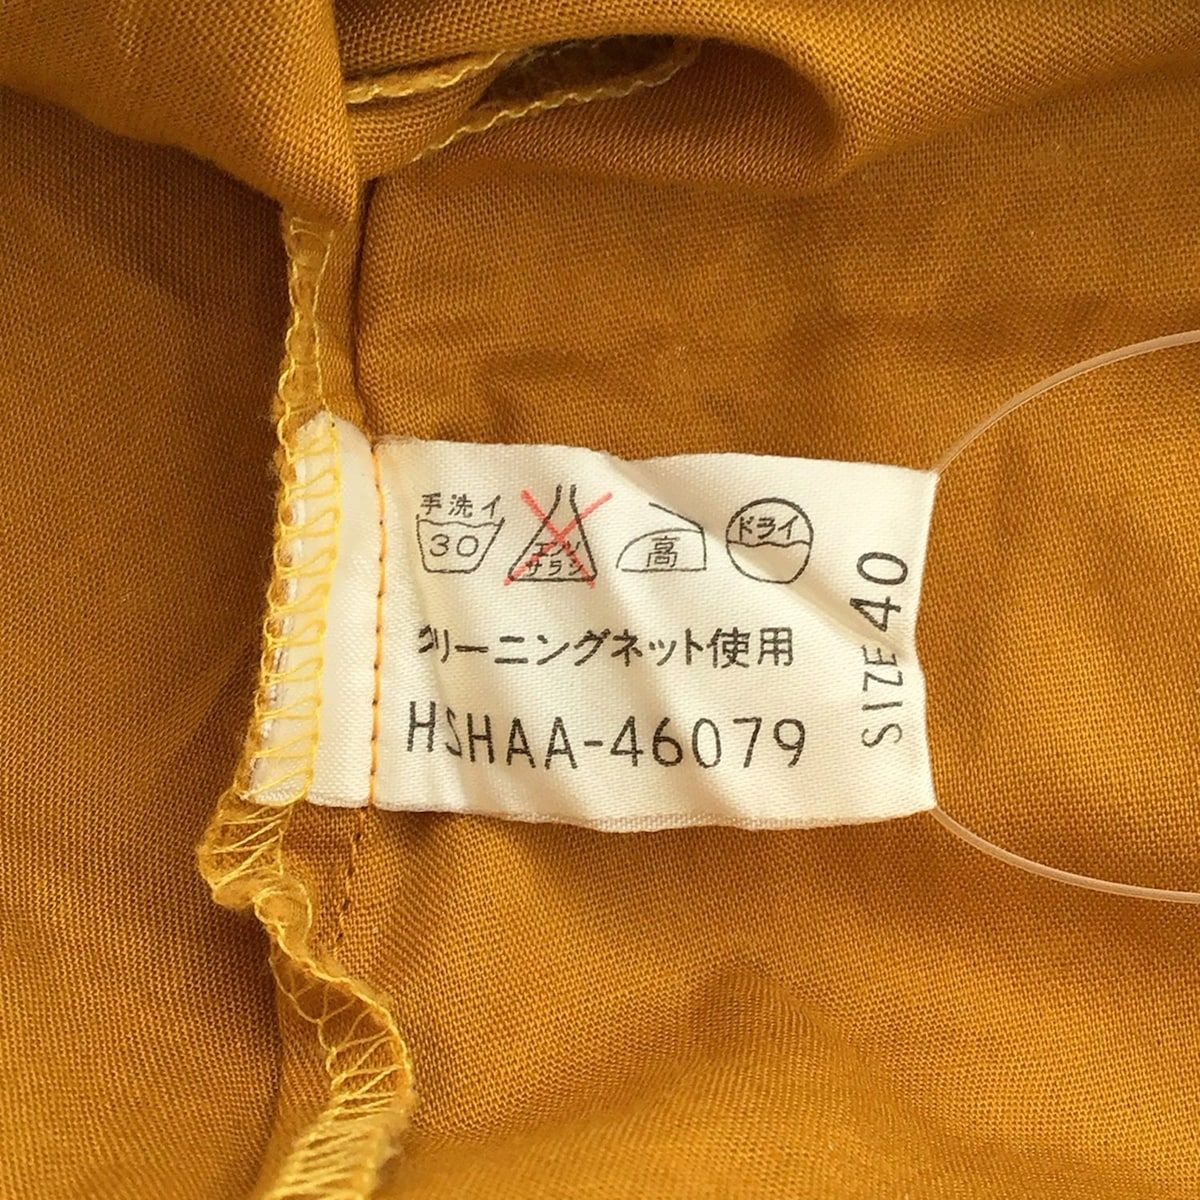 手洗イ
30
エンソ
サラシ
高
ドライ
クリーニングネット使用
HSHAA-46079
SIZE 40